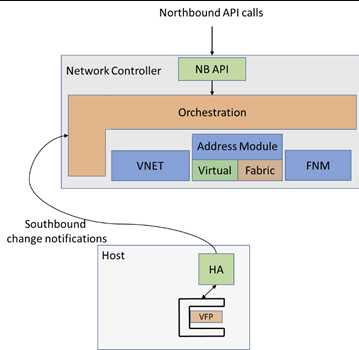 Northbound API calls
Network Controller
NB API
Orchestration
Address Module
VNET
Virtual
Fabric
FNM
Southbound
change notifications
Host
HA
VFP